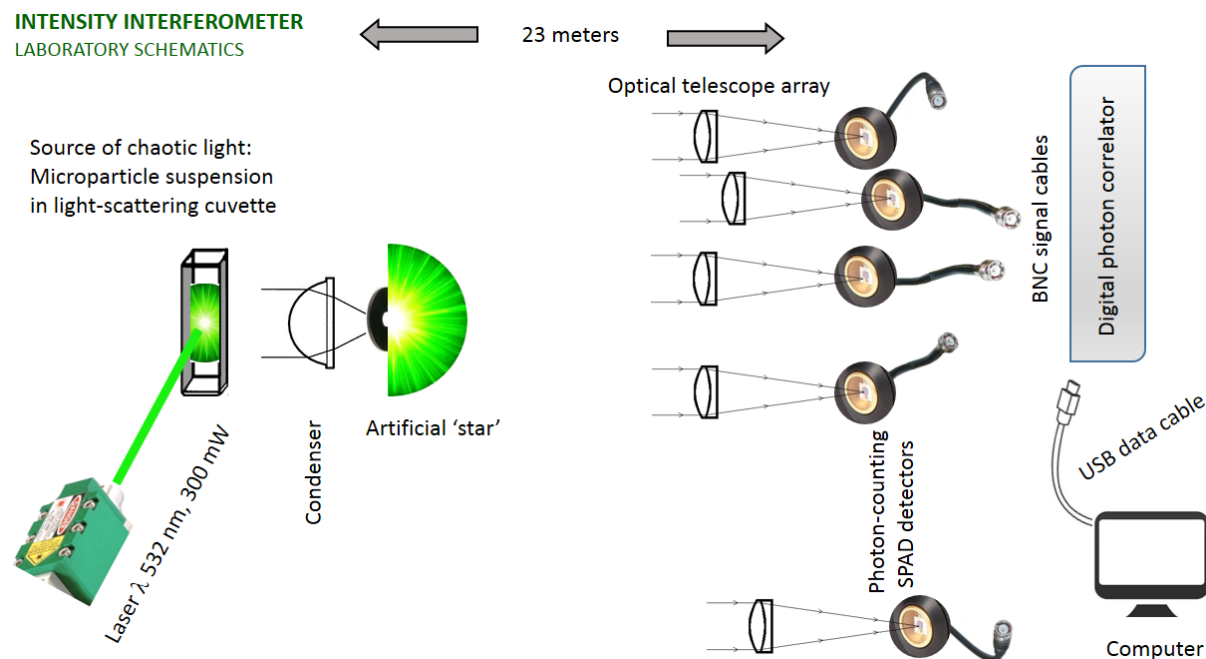 INTENSITY INTERFEROMETER
LABORATORY SCHEMATICS
23 meters
Optical telescope array
Source of chaotic light:
Microparticle suspension
in light-scattering cuvette
BNC signal cables
Digital photon correlator
Artificial ‘star’
Condenser
Laser λ 532 nm, 300 mW
Photon-counting
SPAD detectors
USB data cable
Computer